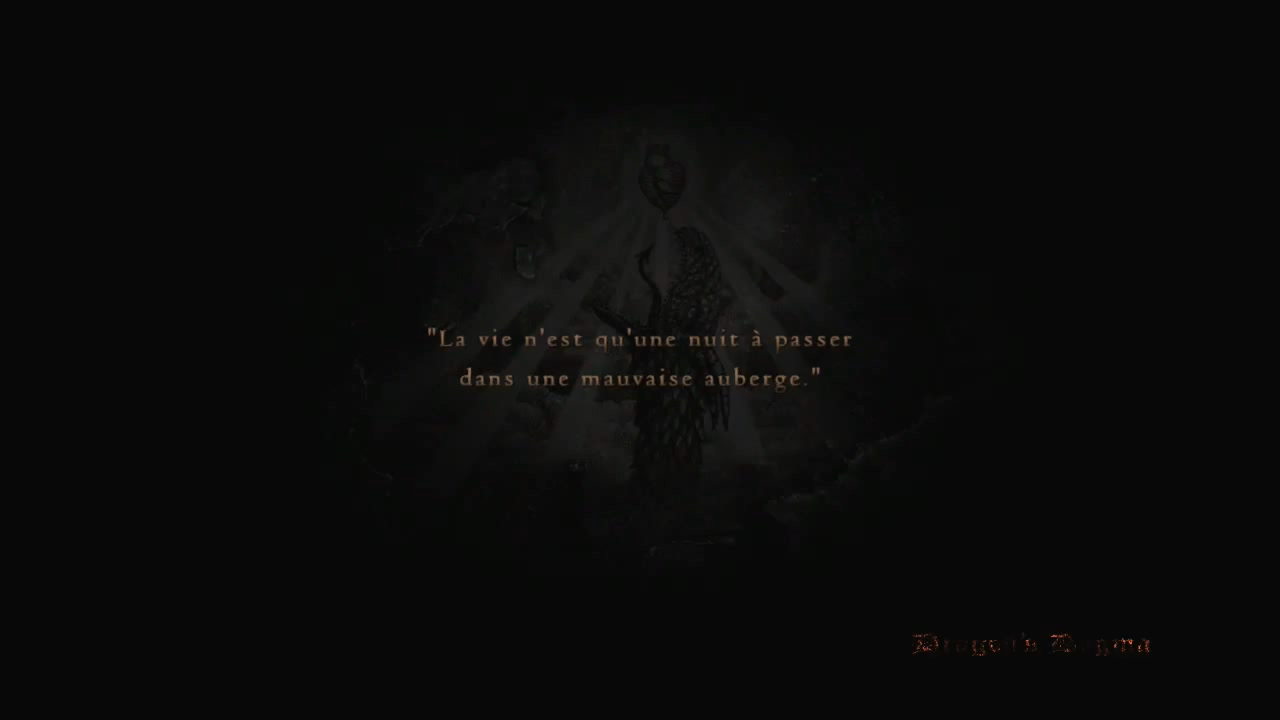 "La vie n'est qu'une nuit à passer
dans une mauvaise auberge."
Dragon's Dogma